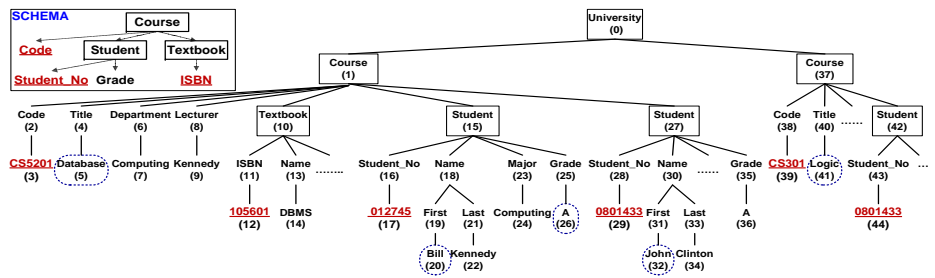 SCHEMA
Course
Code
Student
Textbook
Student_No
Grade
ISBN
University
(0)
Course
(1)
Course
(37)
Code
(2)
Title
(4)
Department
(6)
Lecturer
(8)
Textbook
(10)
Student
(15)
Student
(27)
Code
(38)
Title
(40)
........
Student
(42)
CS5201
(3)
Database
(5)
Computing
(7)
Kennedy
(9)
ISBN
(11)
Name
(13)
........
Student_No
(16)
Name
(18)
Major
(23)
Grade
(25)
Student_No
(28)
Name
(30)
......
Grade
(35)
CS301
(39)
Logic
(41)
Student_No
(43)
....
105601
(12)
DBMS
(14)
012745
(17)
First
(19)
Last
(21)
Computing
(24)
A
(26)
0801433
(29)
First
(31)
Last
(33)
A
(36)
0801433
(44)
Bill
(20)
Kennedy
(22)
John
(32)
Clinton
(34)